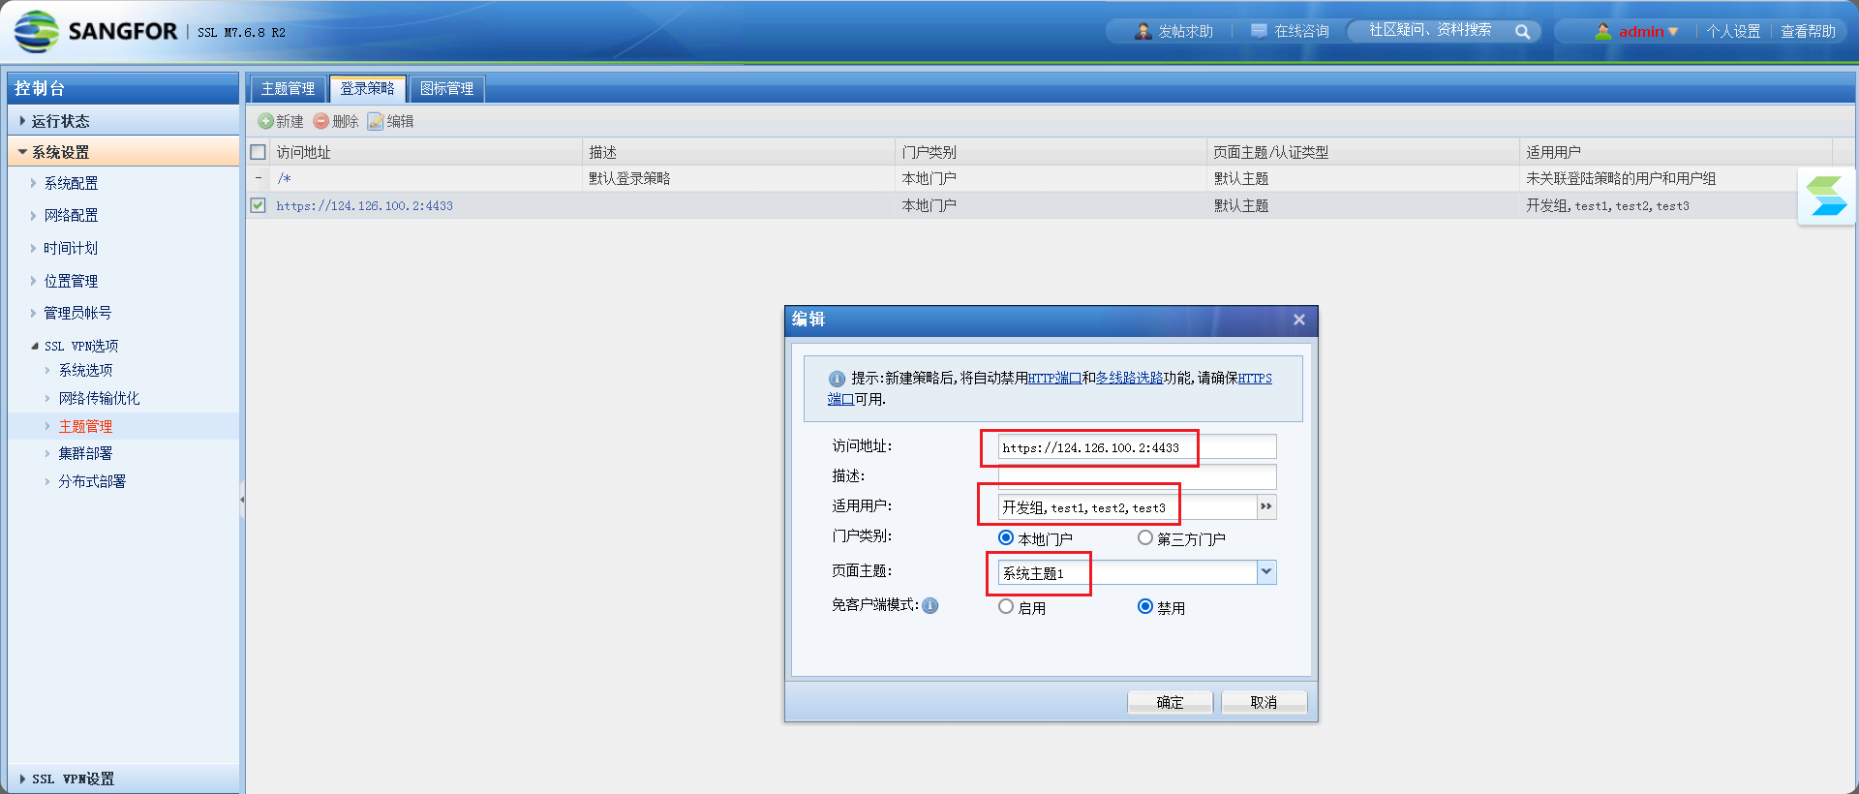 SANGFOR | SSL M7.6.8 R2
发帖求助
在线咨询
社区疑问、资料搜索
admin
个人设置
查看帮助
控制台
运行状态
系统设置
系统配置
网络配置
时间计划
位置管理
管理员帐号
SSL VPN选项
系统选项
网络传输优化
主题管理
集群部署
分布式部署
SSL VPN设置
主题管理 登录策略 图标管理
新建 删除 编辑
访问地址 描述 门户类别 页面主题/认证类型 适用用户
- /* 默认登录策略 本地门户 默认主题 未关联登陆策略的用户和用户组
https://124.126.100.2:4433 本地门户 默认主题 开发组,test1,test2,test3
编辑
提示:新建策略后,将自动禁用HTTP端口和多线路选路功能,请确保HTTPS
端口可用.
访问地址: https://124.126.100.2:4433
描述:
适用用户: 开发组,test1,test2,test3
门户类别: 本地门户 第三方门户
页面主题: 系统主题1
免客户端模式: 启用 禁用
确定 取消